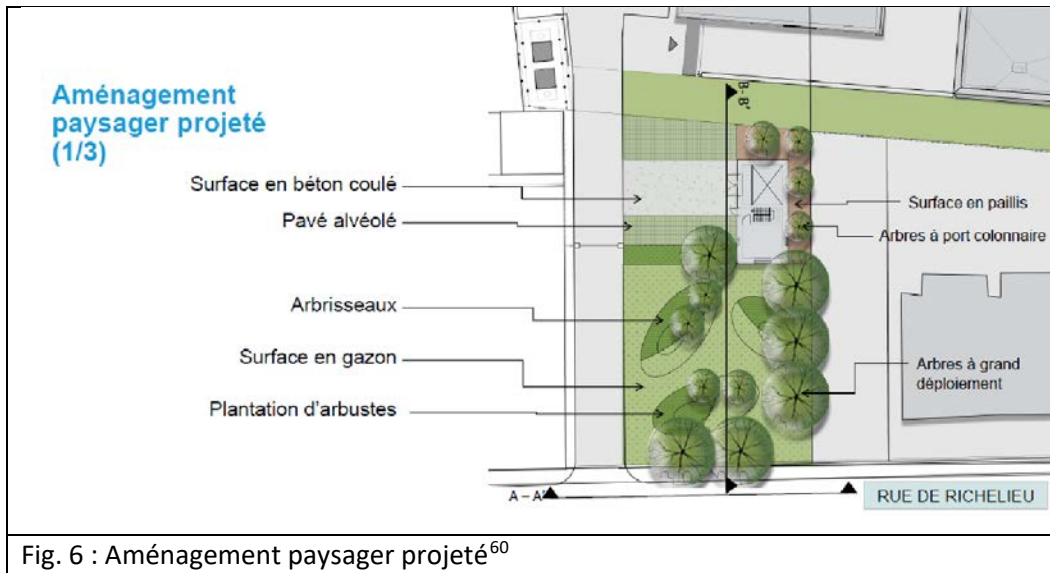 Aménagement
paysager projeté
(1/3)
B-B'
Surface en béton coulé
Pavé alvéolé
Surface en paillis
Arbres à port colonnaire
Arbrisseaux
Surface en gazon
Plantation d'arbustes
Arbres à grand
déploiement
A – A'
RUE DE RICHELIEU
Fig. 6 : Aménagement paysager projeté60